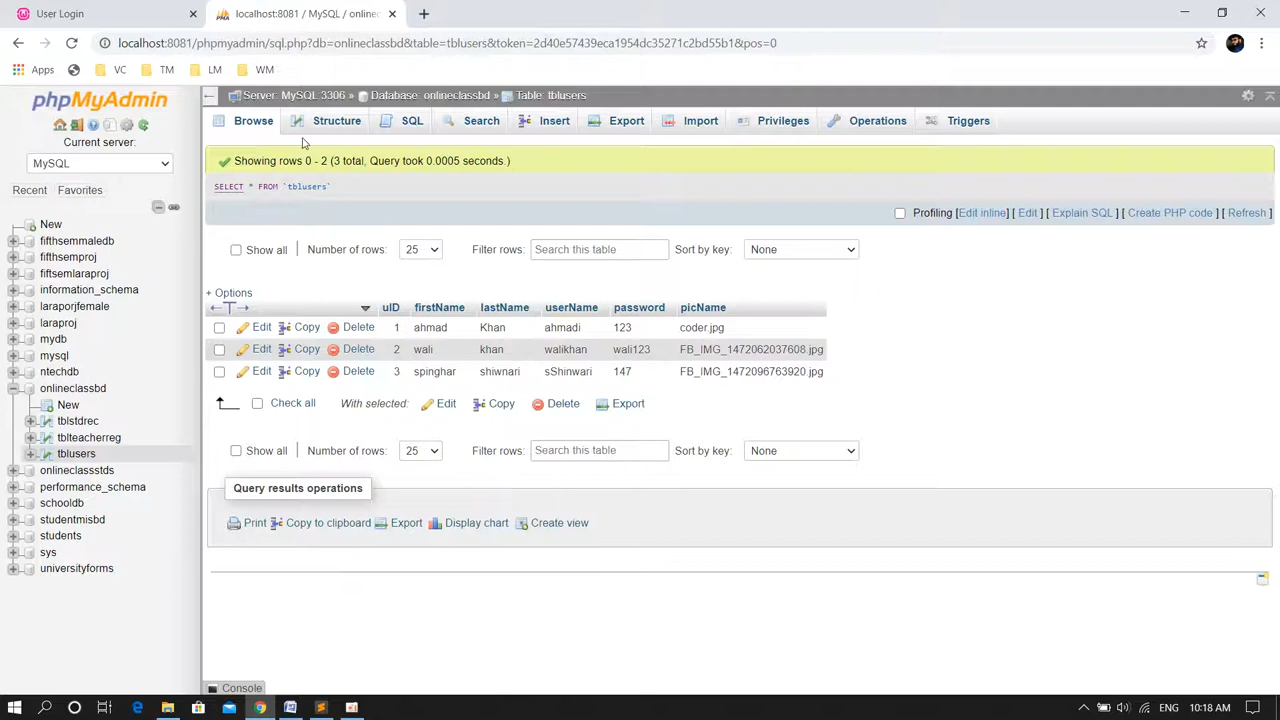 User Login
localhost:8081 / MySQL / onlinec
localhost:8081/phpmyadmin/sql.php?db=onlineclassbd&table=tblusers&token=2d40e57439eca1954dc35271c2bd55b1&pos=0
Apps VC TM LM WM
phpMyAdmin
Current server:
MySQL
Recent Favorites
New
fifthsemmaledb
fifthsemproj
fifthsemlaraproj
information_schema
laraporjfemale
laraproj
mydb
mysql
ntechdb
onlineclassbd
New
tblstdrec
tblteacherreg
tblusers
onlineclassstds
performance_schema
schooldb
studentmisbd
students
sys
universityforms
Server: MySQL 3306 » Database: onlineclassbd » Table: tblusers
Browse Structure SQL Search Insert Export Import Privileges Operations Triggers
Showing rows 0 - 2 (3 total, Query took 0.0005 seconds.)
SELECT * FROM `tblusers`
Profiling [Edit inline] [ Edit ] [ Explain SQL ] [ Create PHP code ] [ Refresh ]
Show all Number of rows: 25 Filter rows: Search this table Sort by key: None
+ Options
uID firstName lastName userName password picName
Edit Copy Delete 1 ahmad Khan ahmadi 123 coder.jpg
Edit Copy Delete 2 wali khan walikhan wali123 FB_IMG_1472062037608.jpg
Edit Copy Delete 3 spinghar shiwnari sShinwari 147 FB_IMG_1472096763920.jpg
Check all With selected: Edit Copy Delete Export
Show all Number of rows: 25 Filter rows: Search this table Sort by key: None
Query results operations
Print Copy to clipboard Export Display chart Create view
Console
ENG 10:18 AM